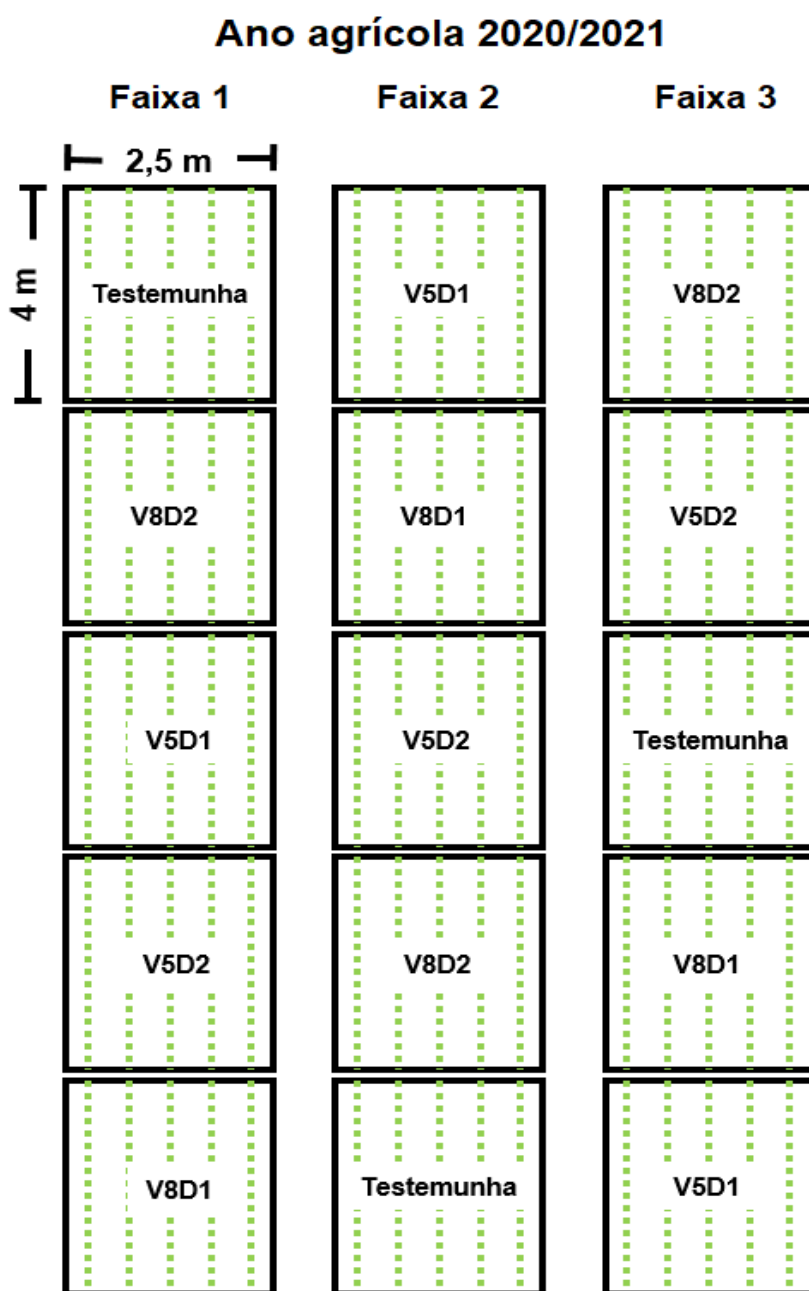 Ano agrícola 2020/2021
Faixa 1 Faixa 2 Faixa 3
2,5 m
4 m
Testemunha V5D1 V8D2
V8D2 V8D1 V5D2
V5D1 V5D2 Testemunha
V5D2 V8D2 V8D1
V8D1 Testemunha V5D1